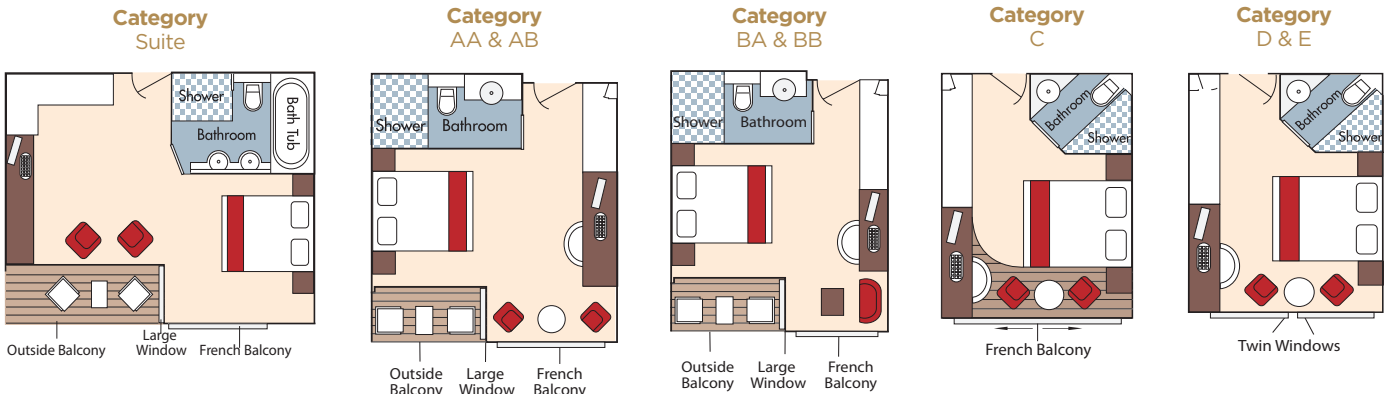 Category
Suite
Shower
Bathroom
Bath Tub
Outside Balcony
Large
Window
French Balcony
Category
AA & AB
Shower
Bathroom
Outside
Balcony
Large
Window
French
Balcony
Category
BA & BB
Shower
Bathroom
Outside
Balcony
Large
Window
French
Balcony
Category
C
Bathroom
Shower
French Balcony
Category
D & E
Bathroom
Shower
Twin Windows